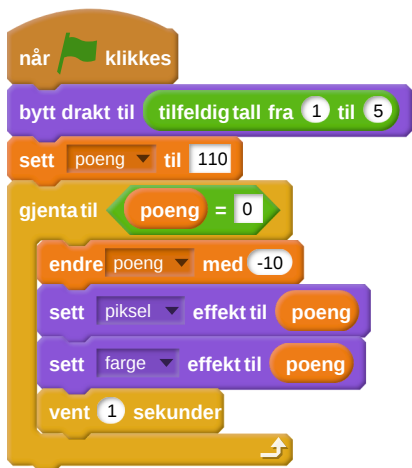 når klikkes
bytt drakt til tilfeldig tall fra 1 til 5
sett poeng til 110
gjenta til poeng = 0
endre poeng med -10
sett piksel effekt til poeng
sett farge effekt til poeng
vent 1 sekunder